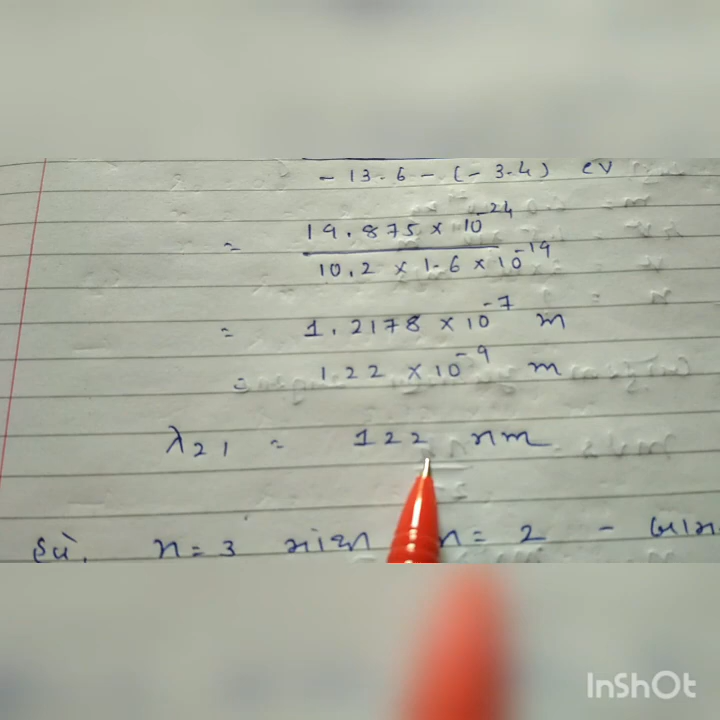 - 13.6 - (- 3.4) eV
= 19.875 × 10-24
10.2 × 1.6 × 10-19
= 1.2178 × 10-7 m
= 1.22 × 10-9 m
λ21 = 122 nm
હવે. n=3 માંથી n= 2
InShOt